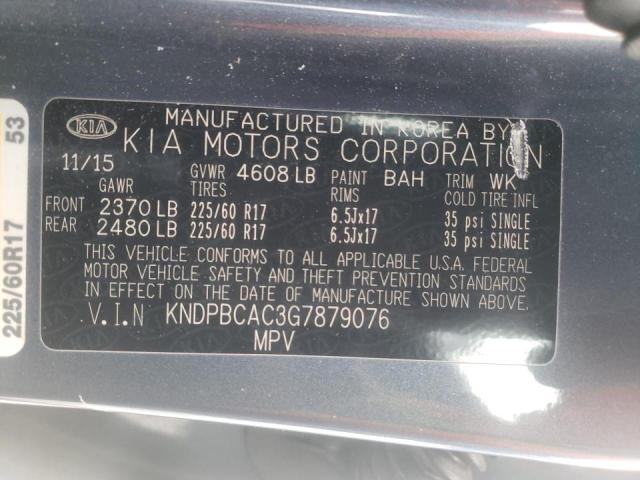 MANUFACTURED IN KOREA BY
KIA KIA MOTORS CORPORATION
11/15 GVWR 4608 LB PAINT BAH TRIM WK
GAWR TIRES RIMS COLD TIRE INFL
FRONT 2370 LB 225/60 R17 6.5Jx17 35 psi SINGLE
REAR 2480 LB 225/60 R17 6.5Jx17 35 psi SINGLE
THIS VEHICLE CONFORMS TO ALL APPLICABLE U.S.A. FEDERAL
MOTOR VEHICLE SAFETY AND THEFT PREVENTION STANDARDS
IN EFFECT ON THE DATE OF MANUFACTURE SHOWN ABOVE.
V.I.N KNDPBCAC3G7879076
MPV
225/60R17 53